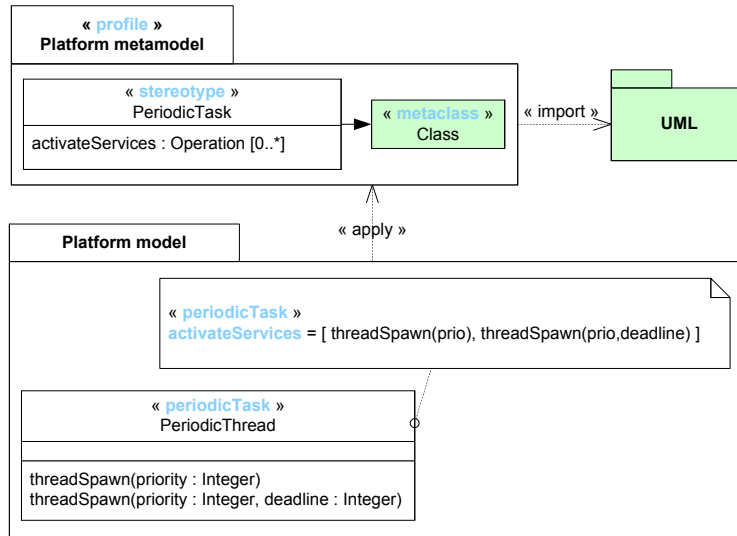 « profile »
Platform metamodel
« stereotype »
PeriodicTask
activateServices : Operation [0..*]
« metaclass »
Class
« import »
UML
« apply »
Platform model
« periodicTask »
activateServices = [ threadSpawn(prio), threadSpawn(prio,deadline) ]
« periodicTask »
PeriodicThread
threadSpawn(priority : Integer)
threadSpawn(priority : Integer, deadline : Integer)